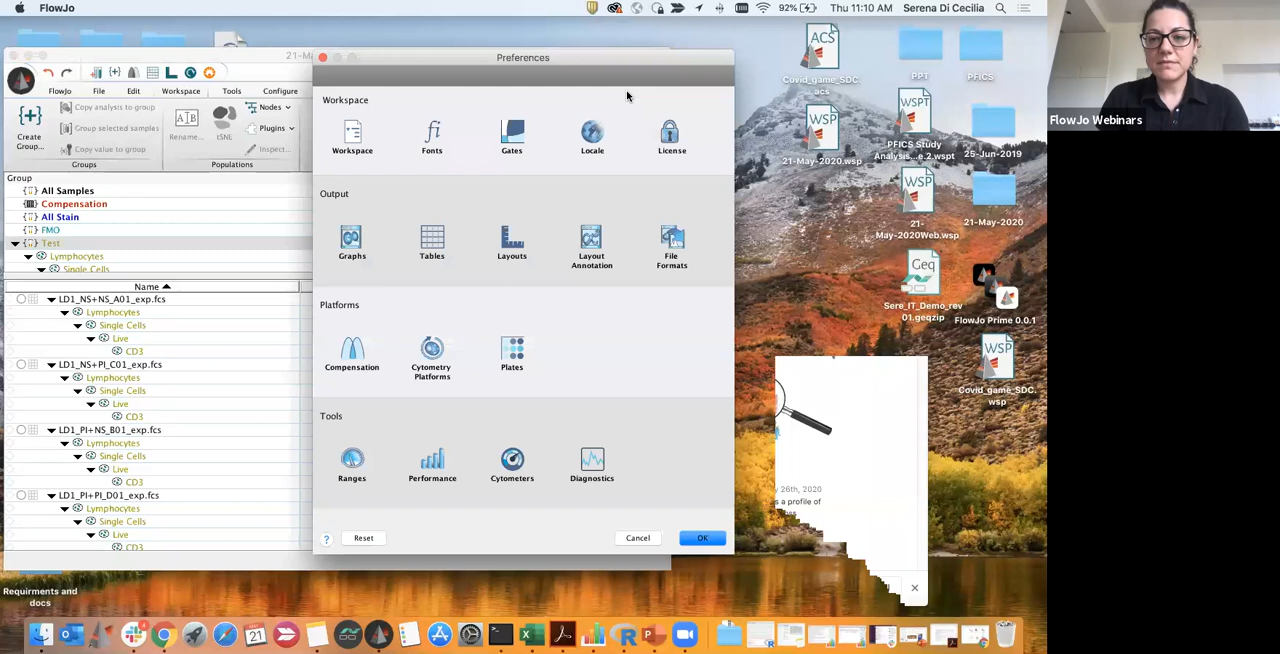 FlowJo
92%
Thu 11:10 AM
Serena Di Cecilia
21-Ma
FlowJo
File
Edit
Workspace
Tools
Configure
Create
Group...
Copy analysis to group
Group selected samples
Copy value to group
Groups
Rename...
tSNE
Nodes
Plugins
Inspect...
Populations
Group
All Samples
Compensation
All Stain
FMO
Test
Lymphocytes
Single Cells
Name
LD1_NS+NS_A01_exp.fcs
Lymphocytes
Single Cells
Live
CD3
LD1_NS+PI_C01_exp.fcs
Lymphocytes
Single Cells
Live
CD3
LD1_PI+NS_B01_exp.fcs
Lymphocytes
Single Cells
Live
CD3
LD1_PI+PI_D01_exp.fcs
Lymphocytes
Single Cells
Live
CD3
Preferences
Workspace
Workspace
Fonts
Gates
Locale
License
Output
Graphs
Tables
Layouts
Layout
Annotation
File
Formats
Platforms
Compensation
Cytometry
Platforms
Plates
Tools
Ranges
Performance
Cytometers
Diagnostics
?
Reset
Cancel
OK
ACS
Covid_game_SDC.
acs
PPT
PFICS
WSP
21-May-2020.wsp
WSPT
PFICS Study
Analysis...e.2.wspt
25-Jun-2019
WSP
21-
May-2020Web.wsp
21-May-2020
Geq
Sere_IT_Demo_rev
01.geqzip
FlowJo Prime 0.0.1
WSP
Covid_game_SDC.
wsp
y 26th, 2020
s a profile of
Requirments and
docs
FlowJo Webinars